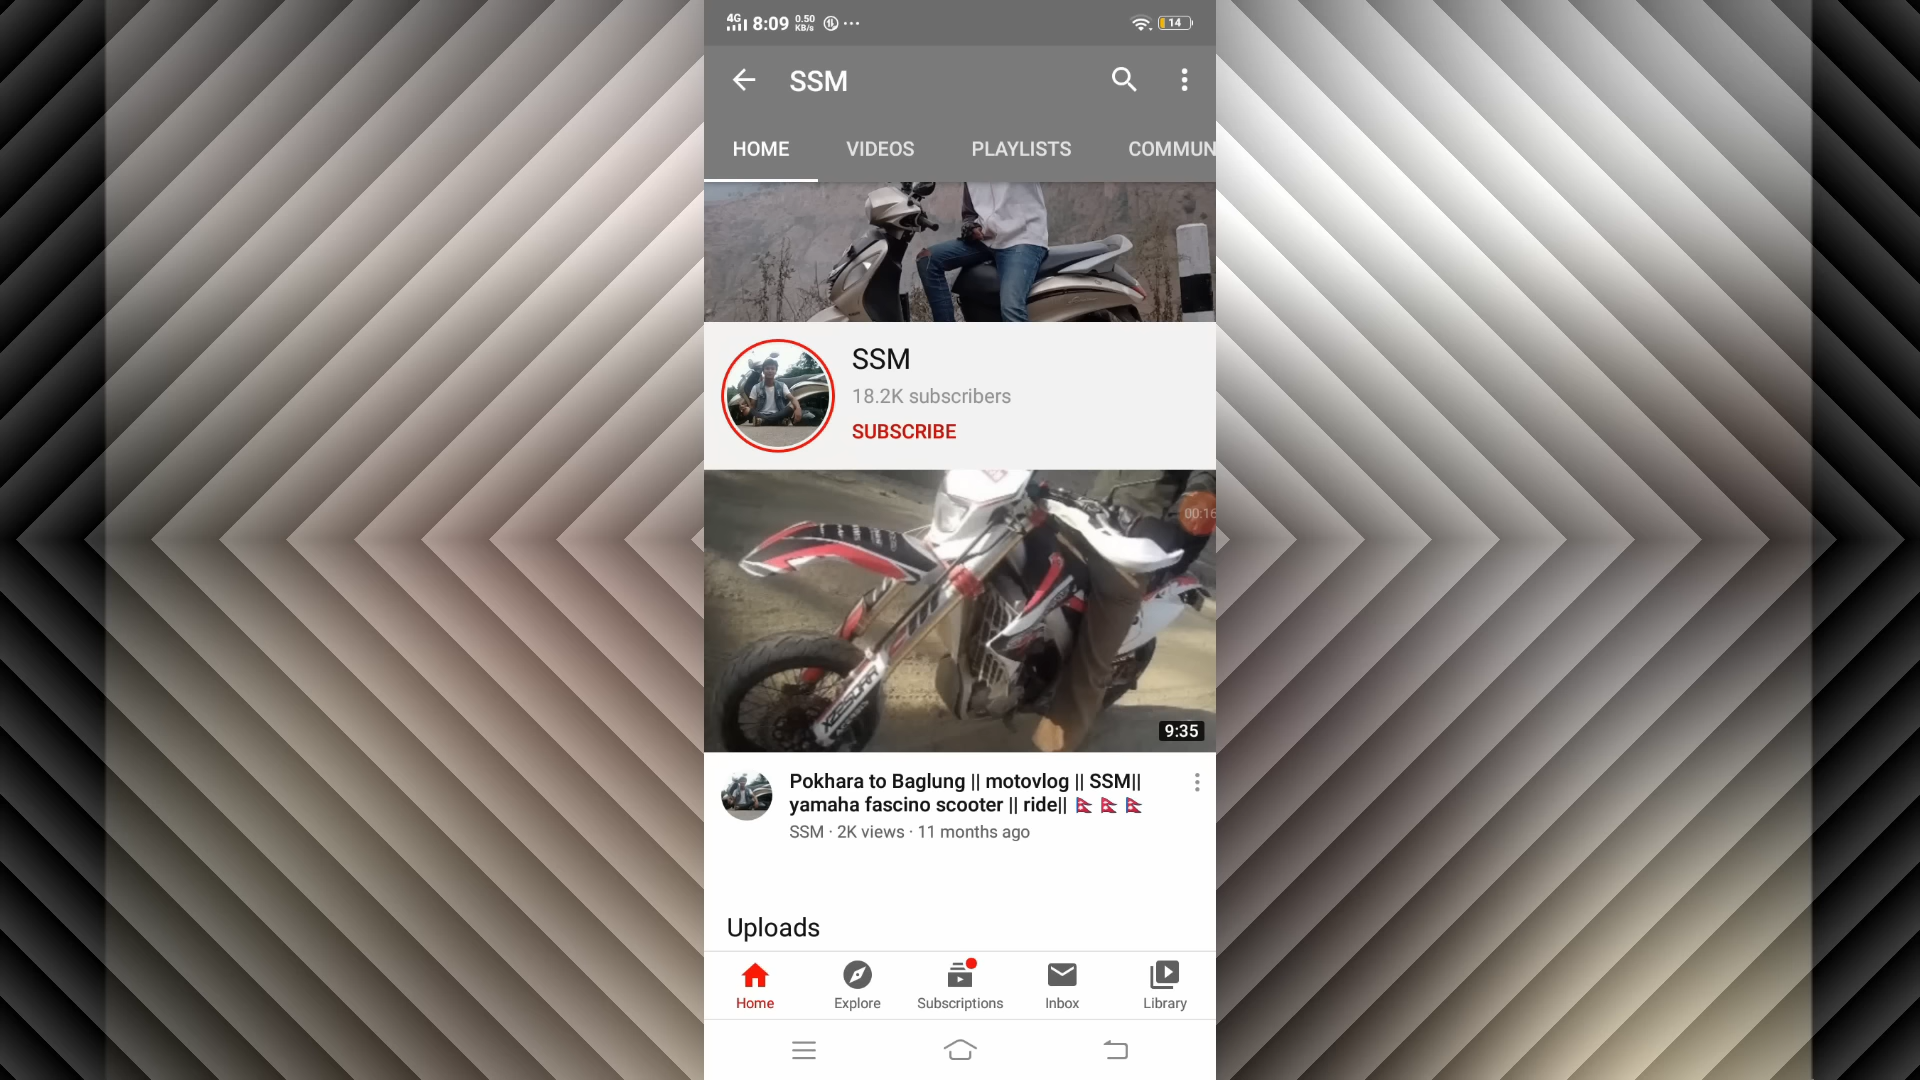 4G 8:09 0.50 KB/s ... 14
SSM
HOME VIDEOS PLAYLISTS COMMUN
SSM
18.2K subscribers
SUBSCRIBE
00:16
9:35
Pokhara to Baglung || motovlog || SSM||
yamaha fascino scooter || ride|| 🇳🇵 🇳🇵 🇳🇵
SSM · 2K views · 11 months ago
Uploads
Home Explore Subscriptions Inbox Library